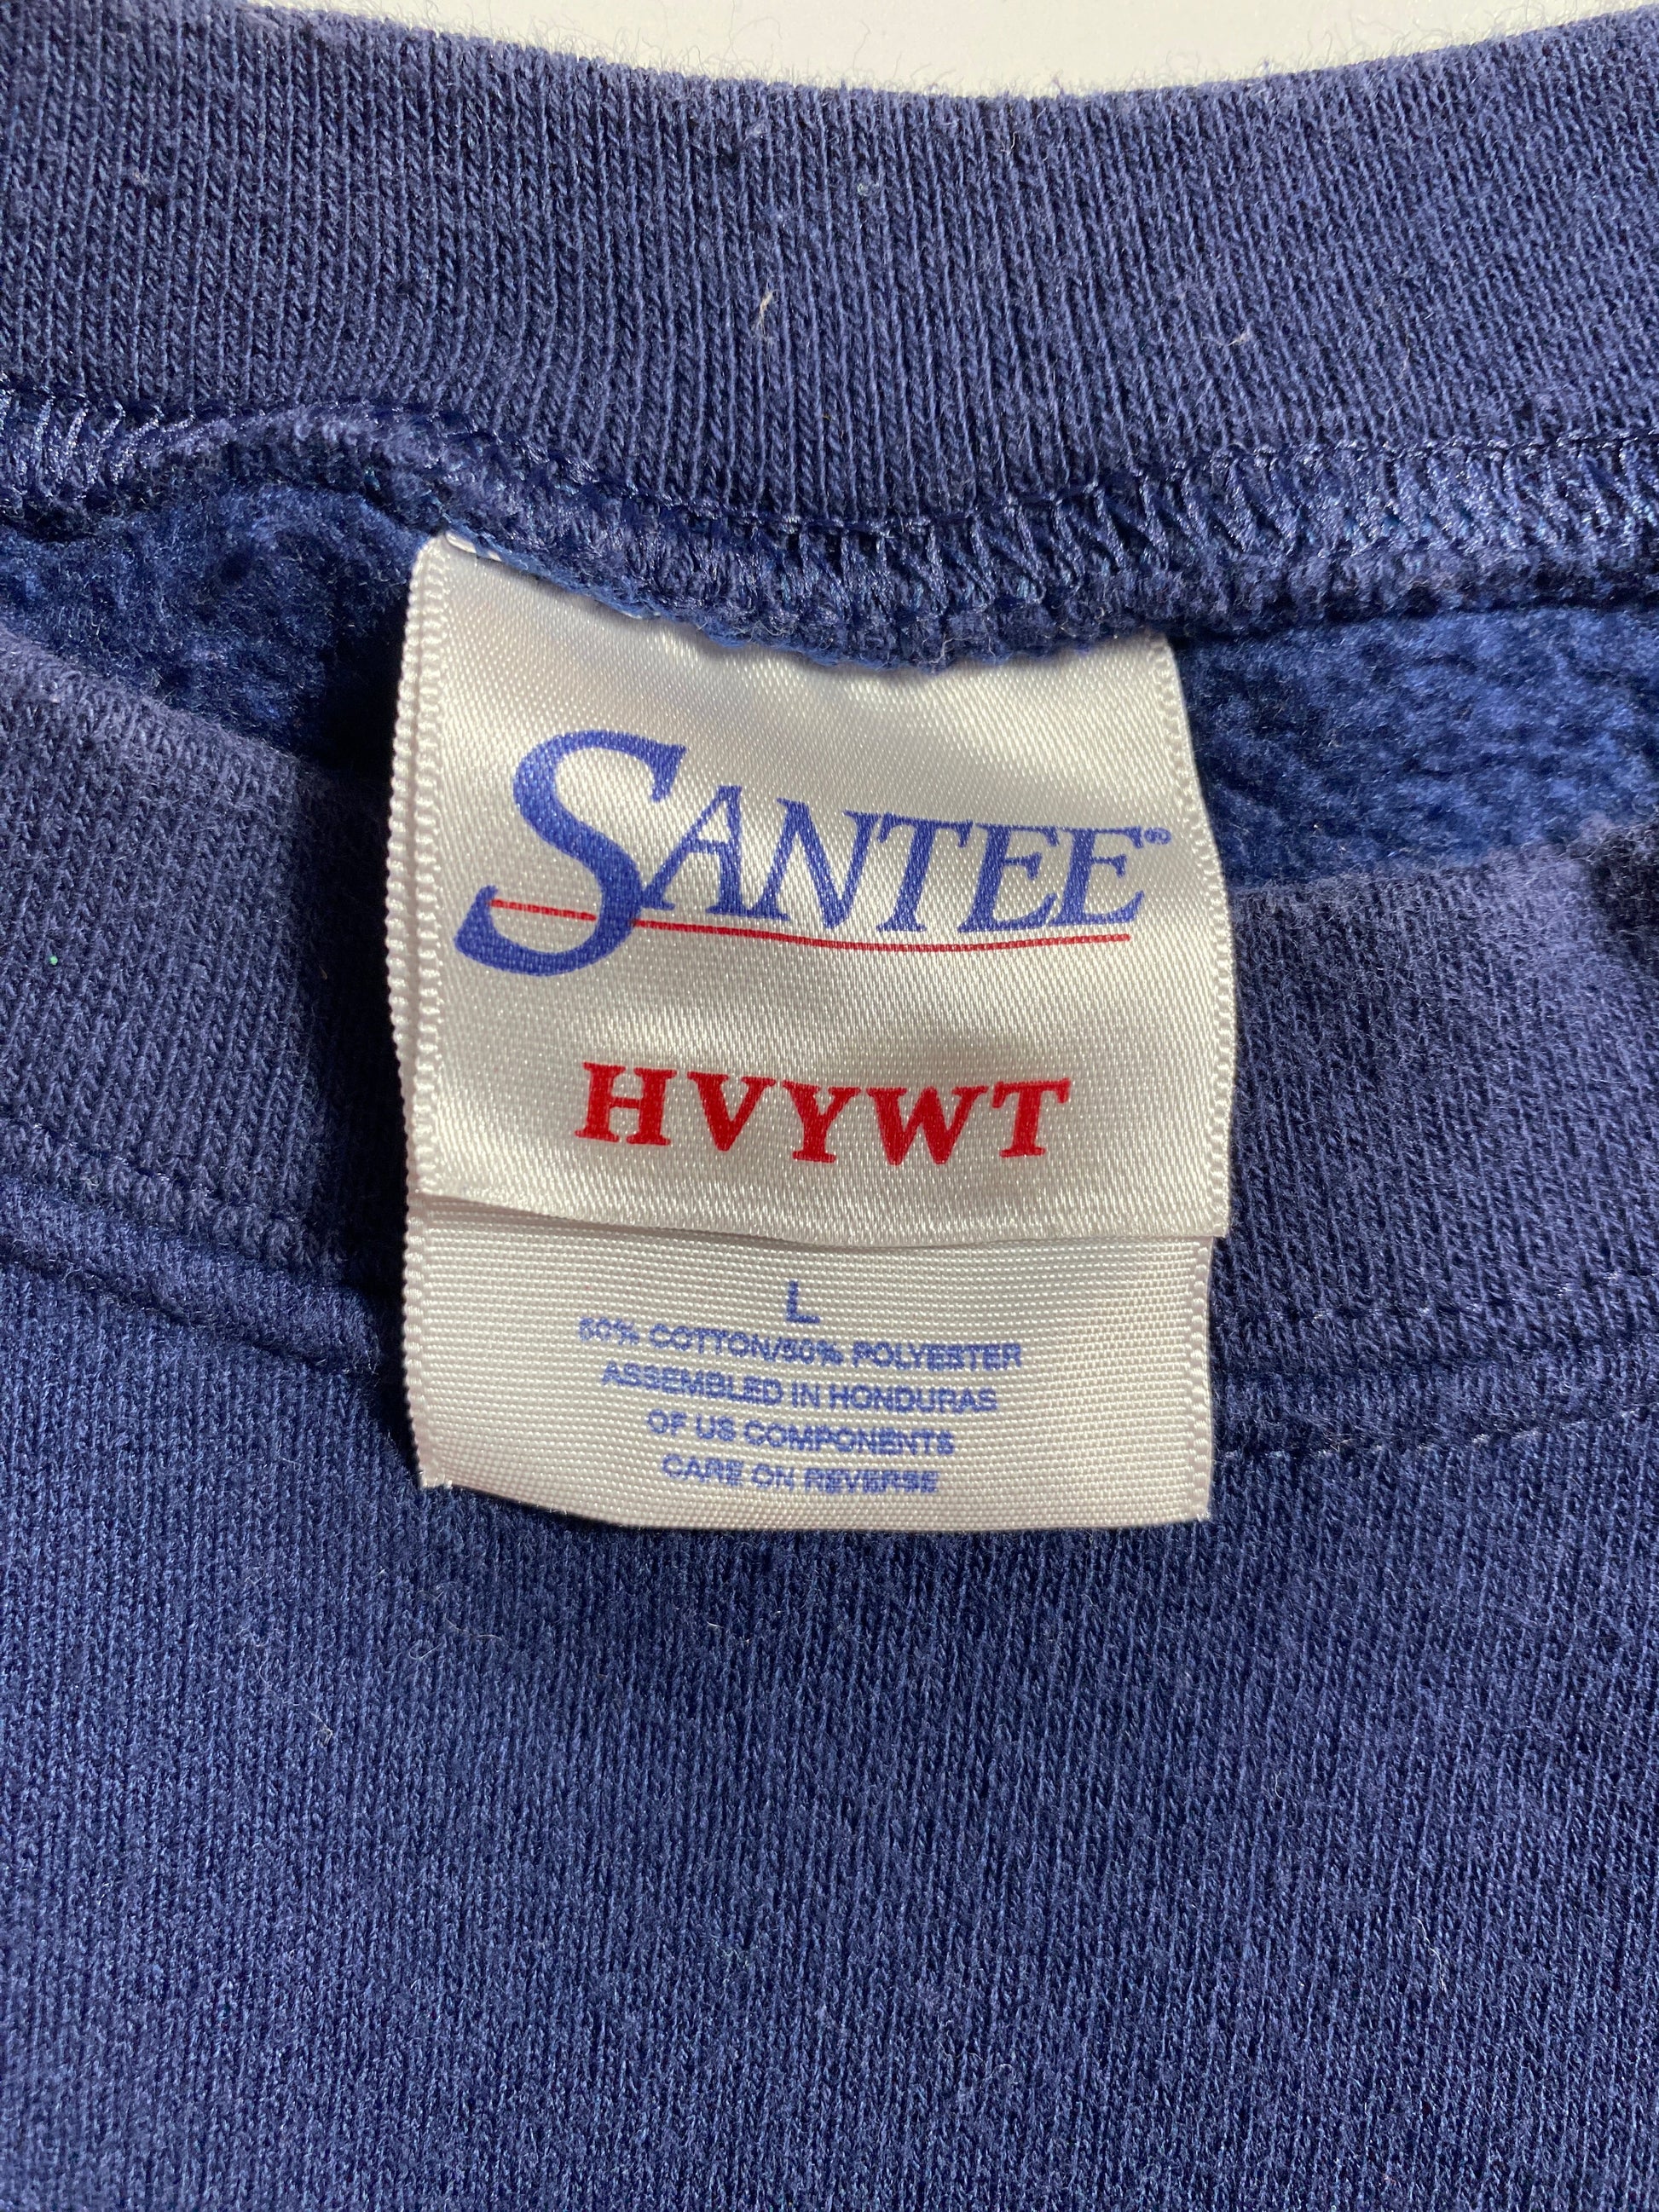 SANTEE®
HVYWT
L
50% COTTON/50% POLYESTER
ASSEMBLED IN HONDURAS
OF US COMPONENTS
CARE ON REVERSE